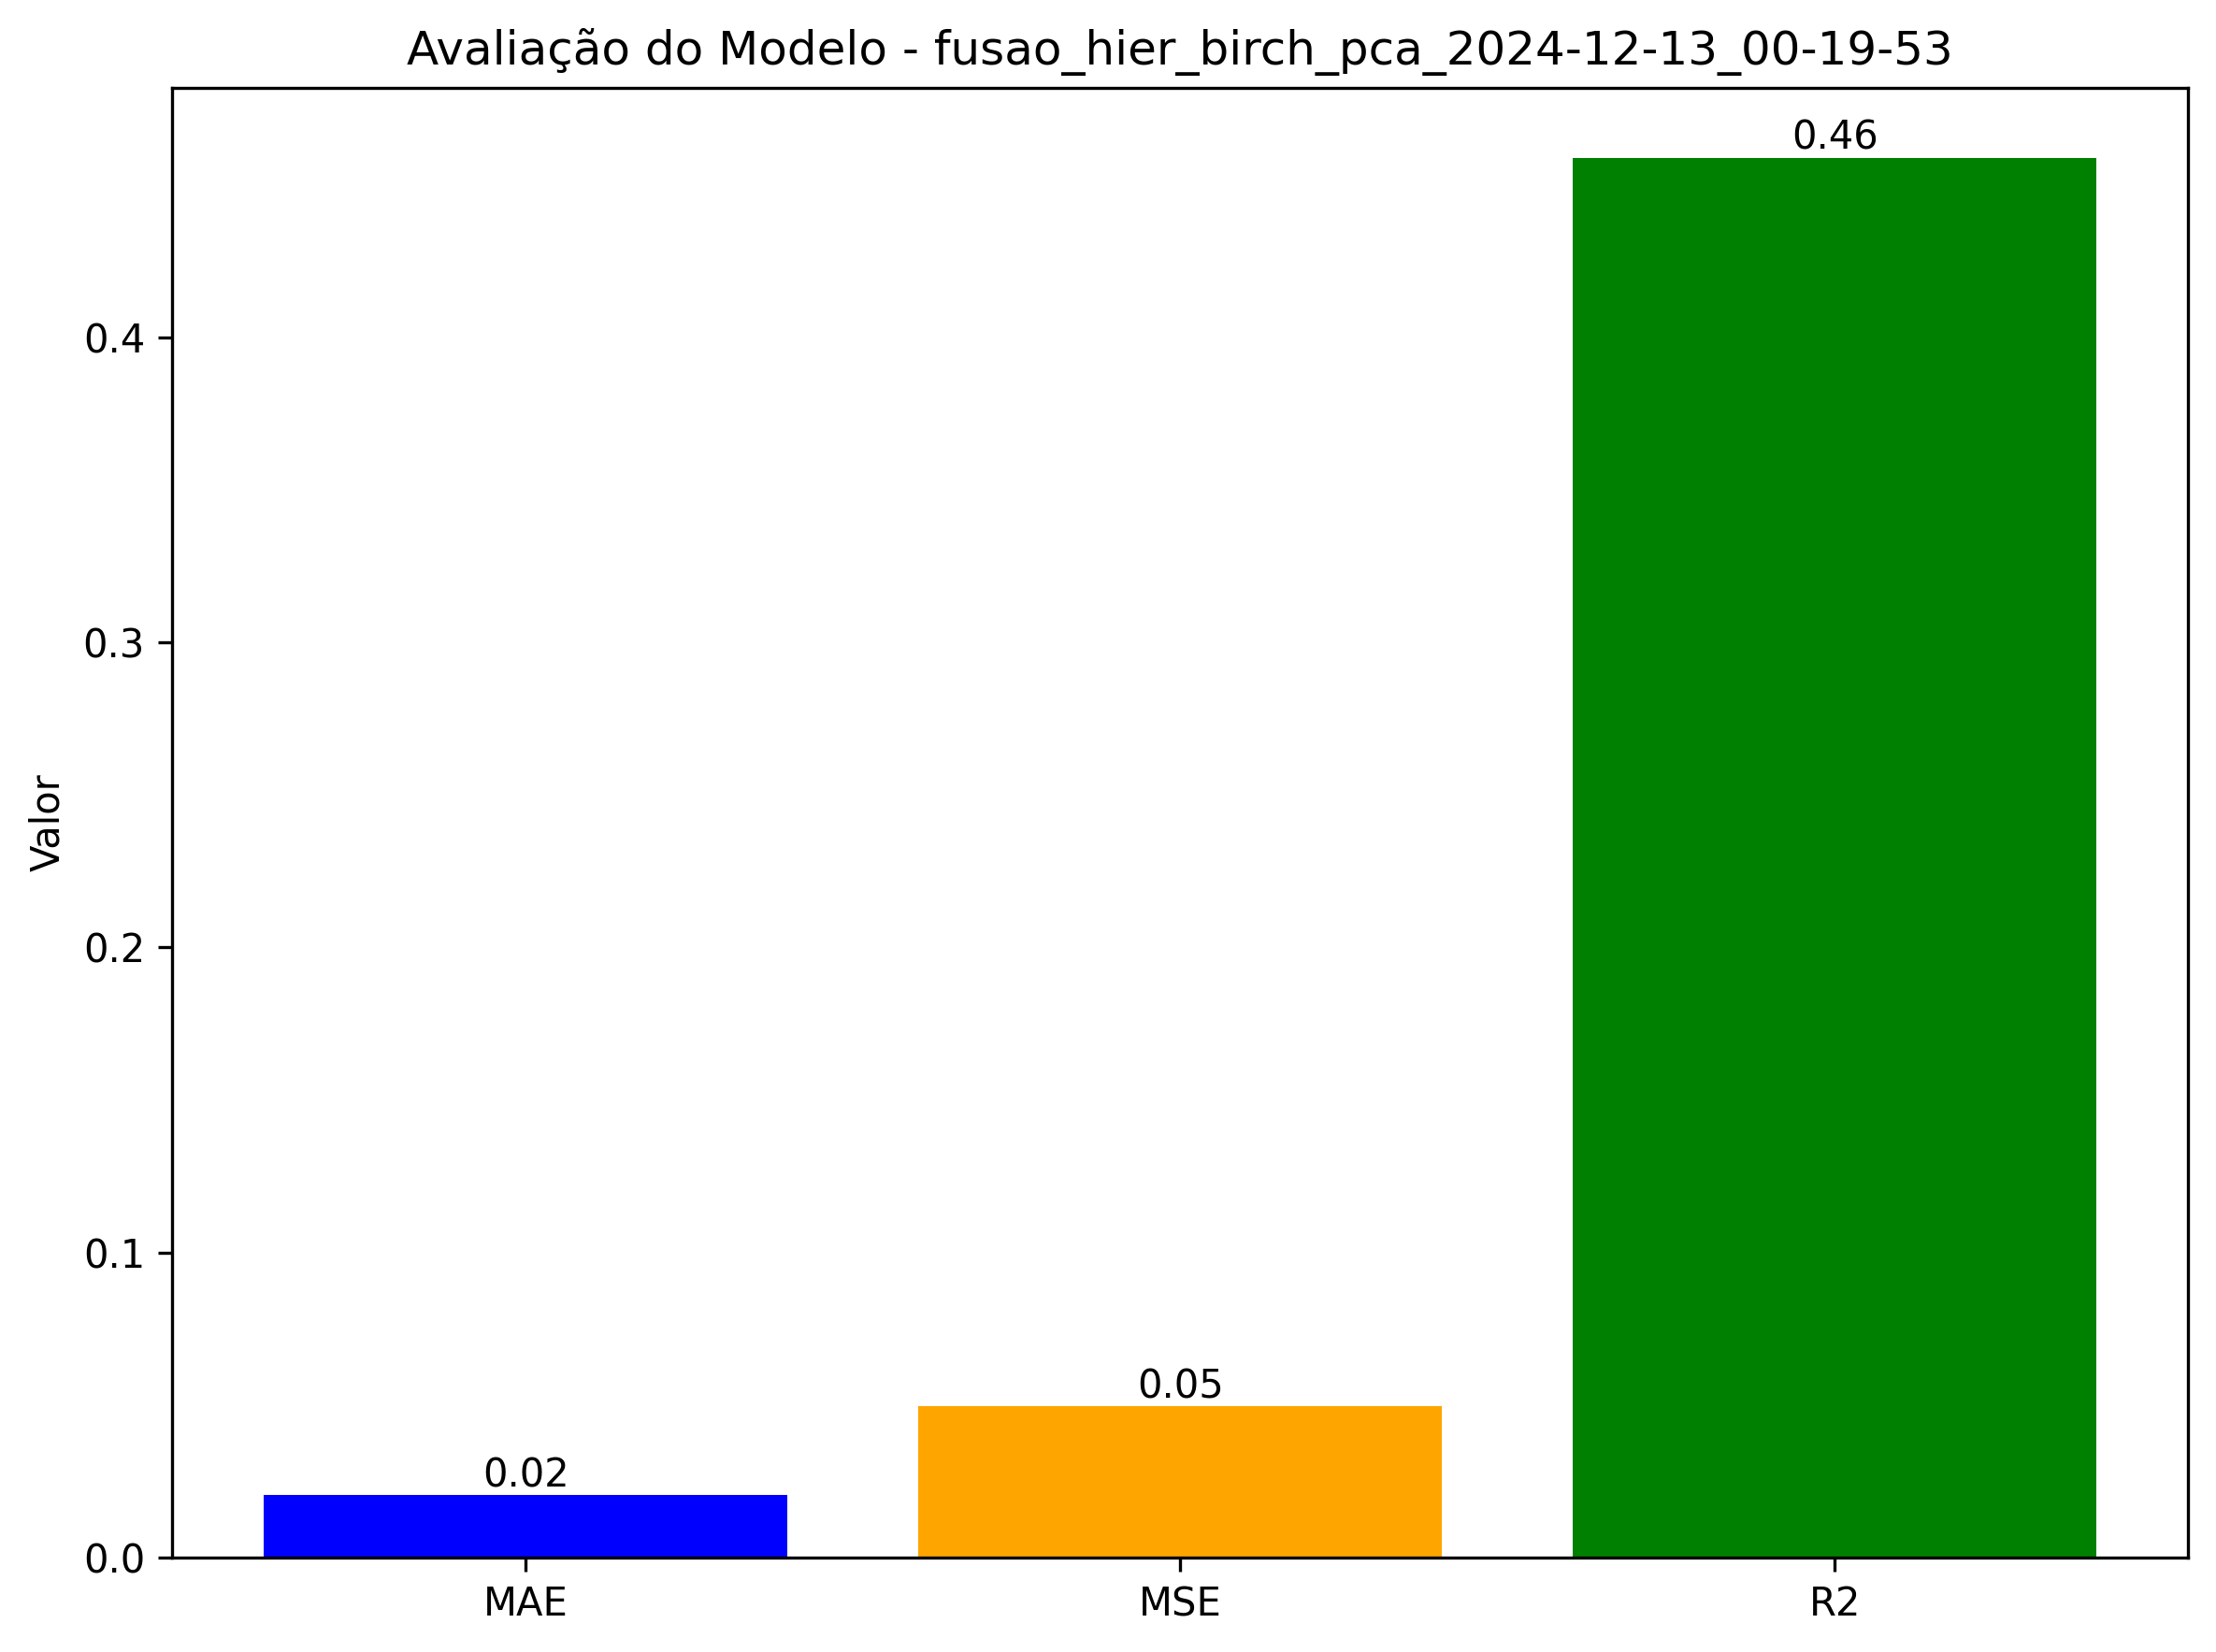 Avaliação do Modelo - fusao_hier_birch_pca_2024-12-13_00-19-53
0.46
0.4
0.3
0.2
0.1
0.0
Valor
0.05
0.02
MAE
MSE
R2